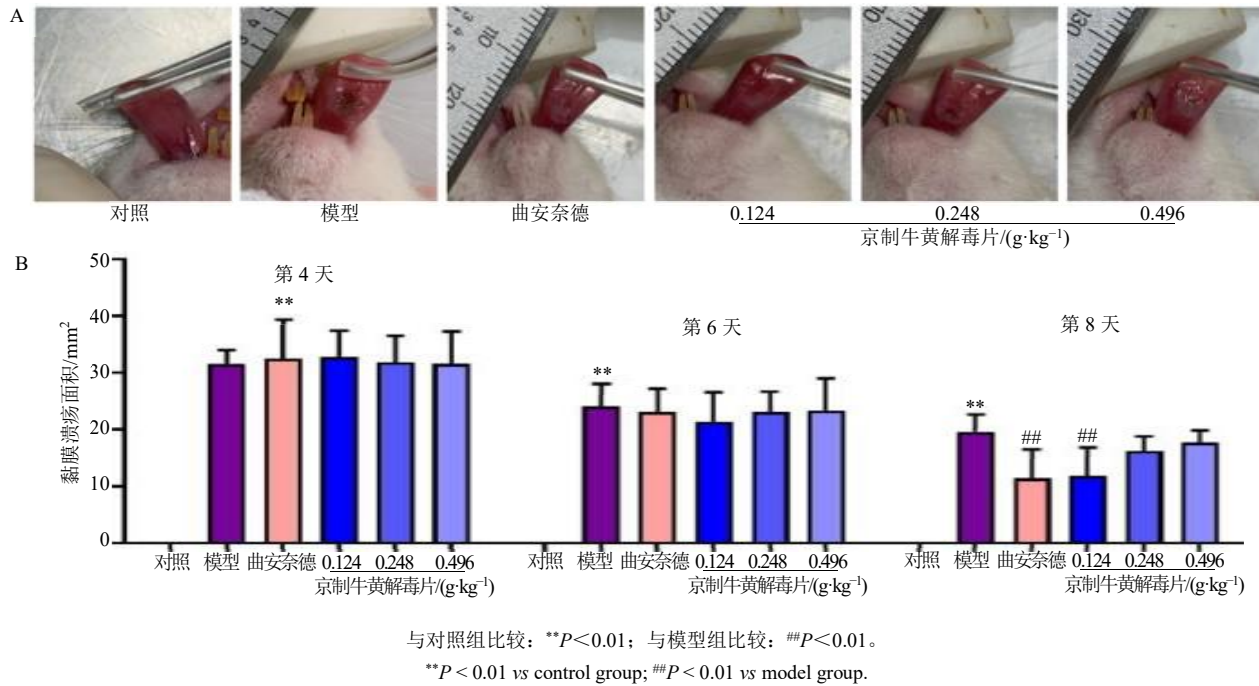 A
对照
模型
曲安奈德
0.124
0.248
0.496
京制牛黄解毒片/(g·kg⁻¹)
B
黏膜溃疡面积/mm²
50
40
30
20
10
0
第 4 天
**
第 6 天
**
第 8 天
**
##
##
对照 模型 曲安奈德 0.124 0.248 0.496
京制牛黄解毒片/(g·kg⁻¹)
对照 模型 曲安奈德 0.124 0.248 0.496
京制牛黄解毒片/(g·kg⁻¹)
对照 模型 曲安奈德 0.124 0.248 0.496
京制牛黄解毒片/(g·kg⁻¹)
与对照组比较：**P＜0.01；与模型组比较：##P＜0.01。
**P < 0.01 vs control group; ##P < 0.01 vs model group.